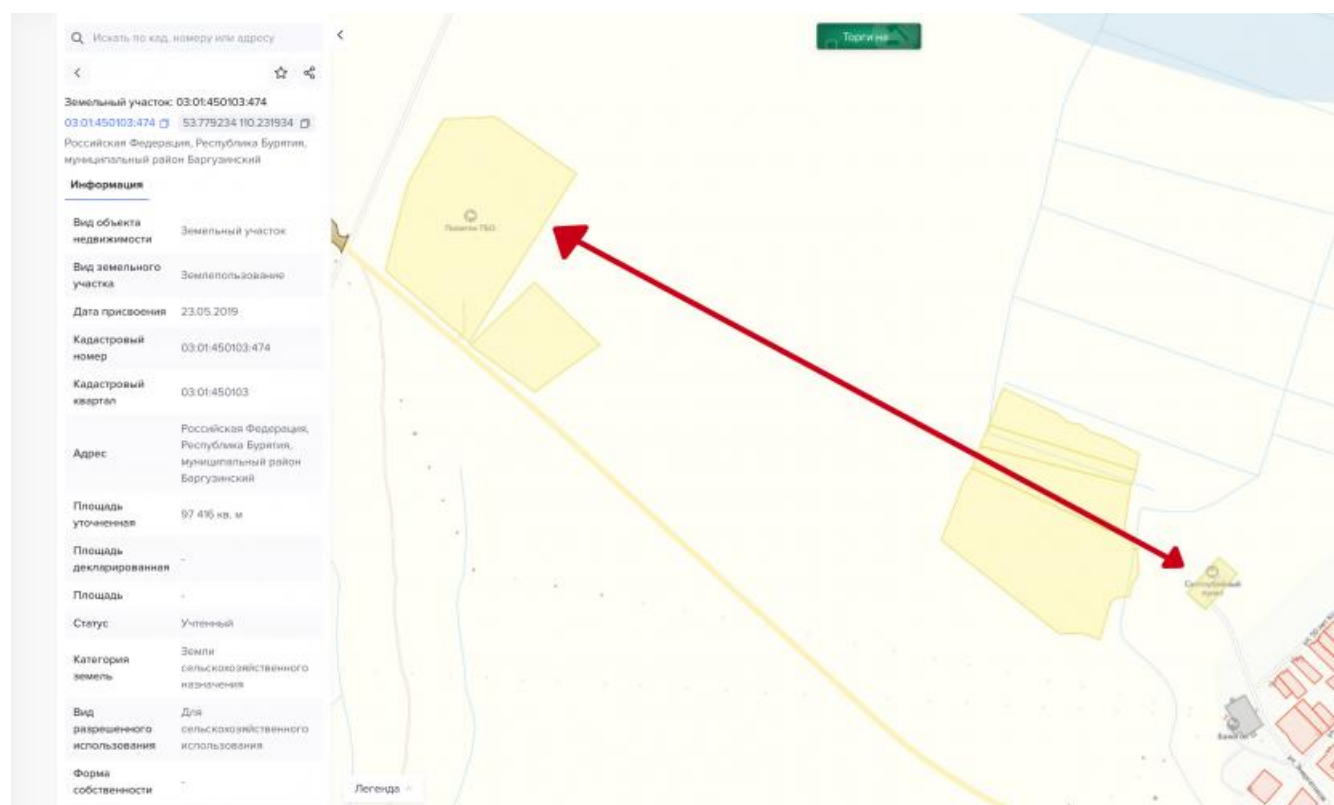 Искать по кад. номеру или адресу
Земельный участок: 03:01:450103:474
03:01:450103:474 53.779234 110.231934
Российская Федерация, Республика Бурятия,
муниципальный район Баргузинский
Информация
Вид объекта
недвижимости
Земельный участок
Вид земельного
участка
Землепользование
Дата присвоения
23.05.2019
Кадастровый
номер
03:01:450103:474
Кадастровый
квартал
03:01:450103
Адрес
Российская Федерация,
Республика Бурятия,
муниципальный район
Баргузинский
Площадь
уточненная
97 416 кв. м
Площадь
декларированная
-
Площадь
-
Статус
Учтенный
Категория
земель
Земли
сельскохозяйственного
назначения
Вид
разрешенного
использования
Для
сельскохозяйственного
использования
Форма
собственности
-
Торги на
Полигон ТБО
пункт
Легенда